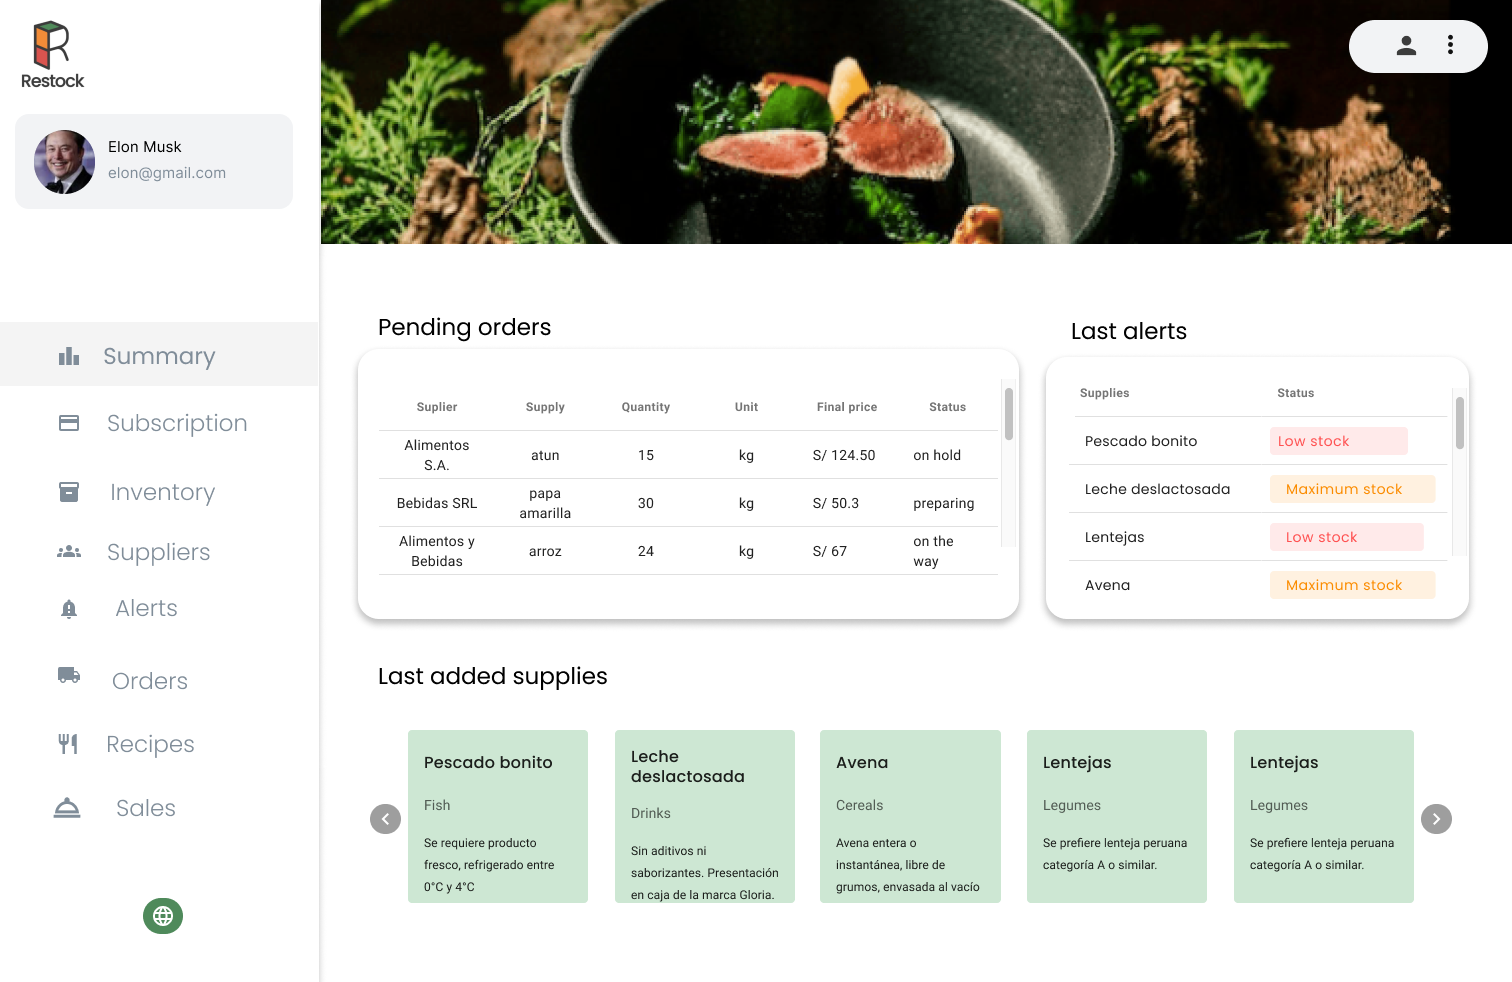 Restock
Elon Musk
elon@gmail.com
Summary
Subscription
Inventory
Suppliers
Alerts
Orders
Recipes
Sales
Pending orders
Suplier Supply Quantity Unit Final price Status
Alimentos
S.A.
atun 15 kg S/ 124.50 on hold
Bebidas SRL
papa
amarilla
30 kg S/ 50.3 preparing
Alimentos y
Bebidas
arroz 24 kg S/ 67
on the
way
Last alerts
Supplies Status
Pescado bonito Low stock
Leche deslactosada Maximum stock
Lentejas Low stock
Avena Maximum stock
Last added supplies
Pescado bonito
Fish
Se requiere producto
fresco, refrigerado entre
0°C y 4°C
Leche
deslactosada
Drinks
Sin aditivos ni
saborizantes. Presentación
en caja de la marca Gloria.
Avena
Cereals
Avena entera o
instantánea, libre de
grumos, envasada al vacío
Lentejas
Legumes
Se prefiere lenteja peruana
categoría A o similar.
Lentejas
Legumes
Se prefiere lenteja peruana
categoría A o similar.